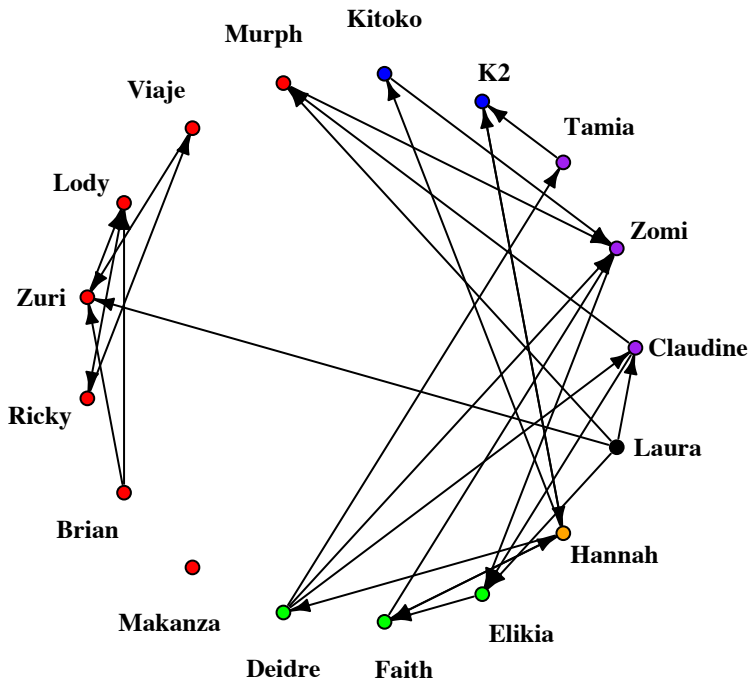 Kitoko
Murph
K2
Viaje
Tamia
Lody
Zomi
Zuri
Claudine
Ricky
Laura
Brian
Hannah
Makanza
Elikia
Deidre
Faith